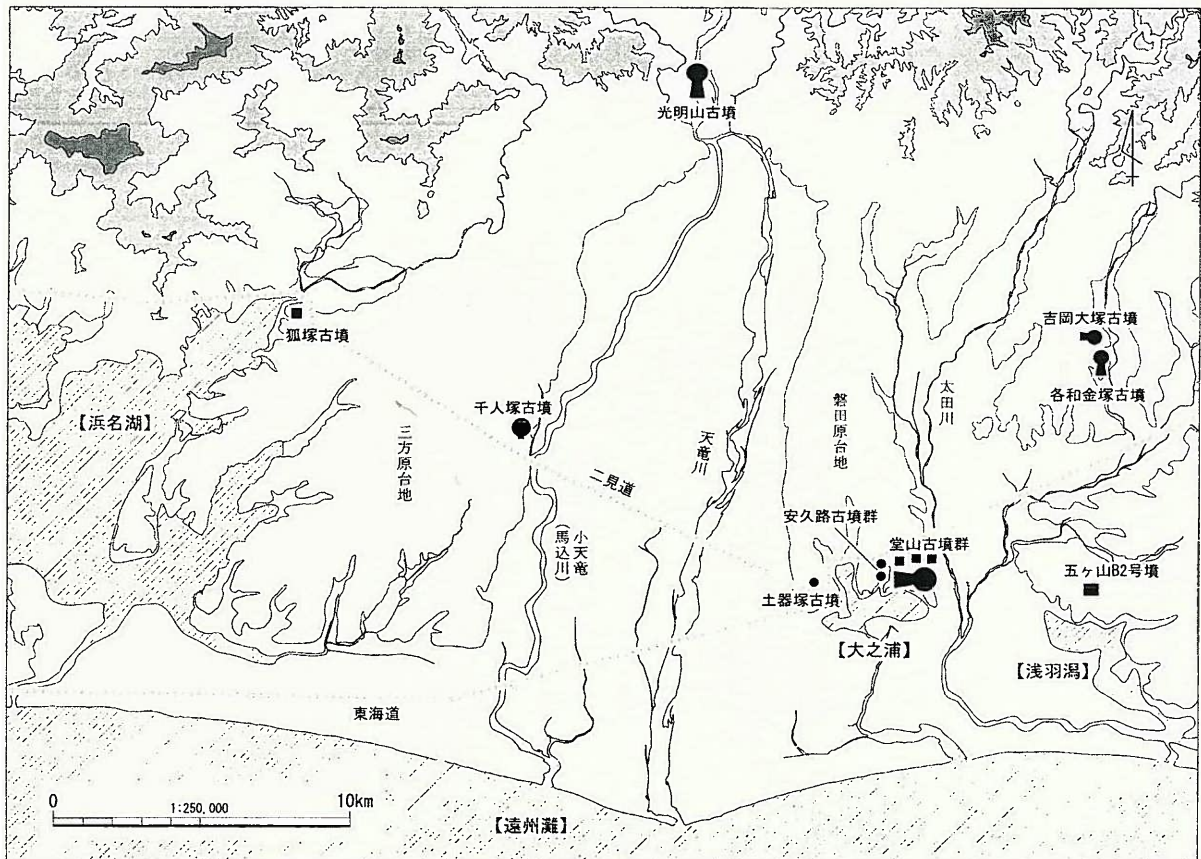 光明山古墳
狐塚古墳
吉岡大塚古墳
各和金塚古墳
【浜名湖】
千人塚古墳
三方原台地
天竜川
磐田原台地
太田川
二見道
安久路古墳群
堂山古墳群
小天竜
(馬込川)
土器塚古墳
五ヶ山B2号墳
【大之浦】
【浅羽潟】
東海道
0
1:250,000
10km
【遠州灘】